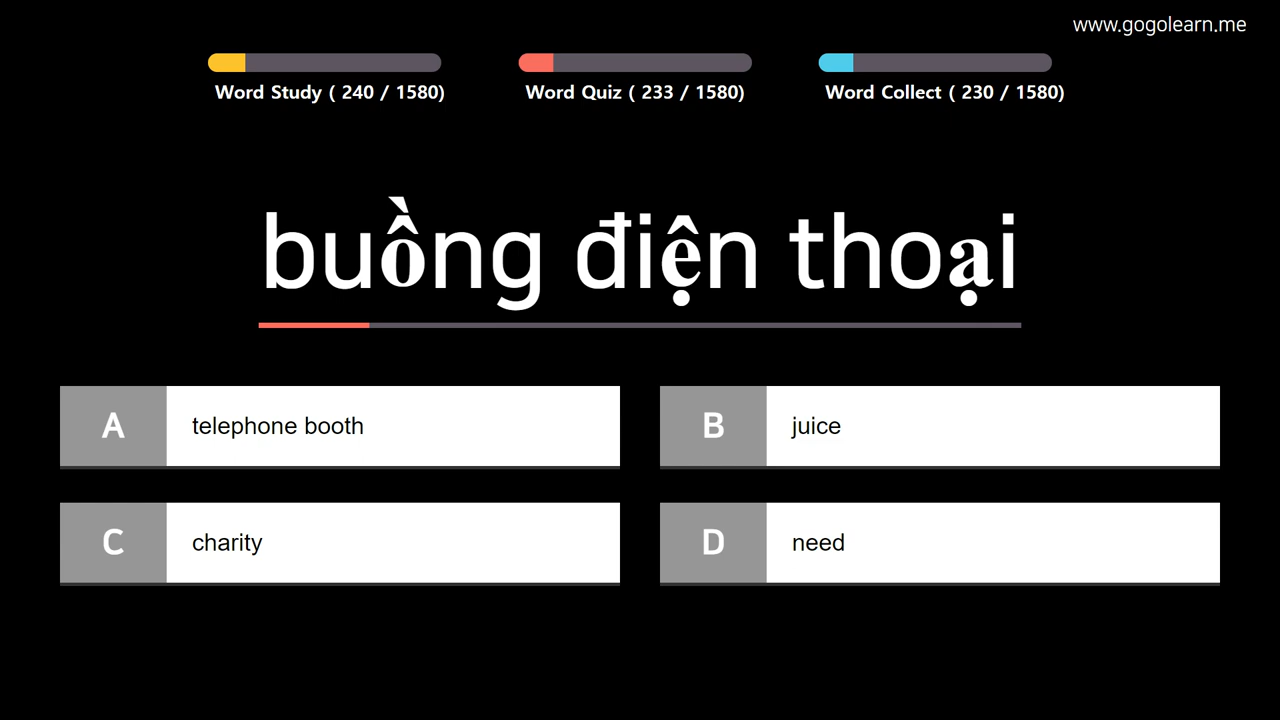 www.gogolearn.me
Word Study ( 240 / 1580)
Word Quiz ( 233 / 1580)
Word Collect ( 230 / 1580)
buồng điện thoại
A
telephone booth
B
juice
C
charity
D
need